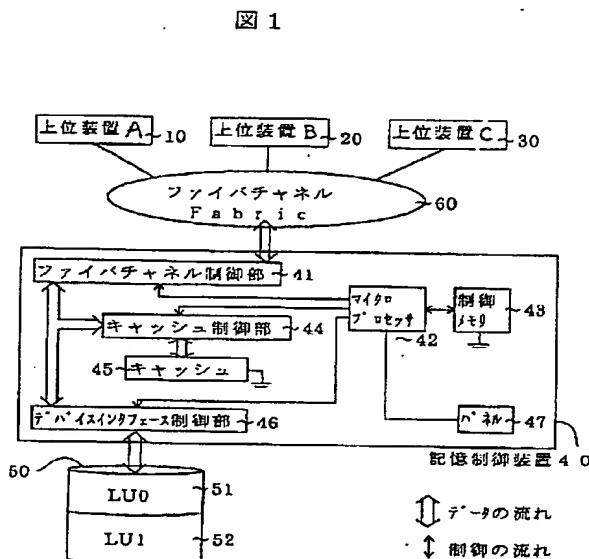 図1
上位装置A 10
上位装置B 20
上位装置C 30
ファイバチャネル
Fabric
60
ファイバチャネル制御部 41
マイクロ
プロセッサ
42
制御
メモリ
43
キャッシュ制御部 44
45 キャッシュ
デバイスインタフェース制御部 46
パネル 47
記憶制御装置40
50
LU0 51
LU1 52
データの流れ
制御の流れ